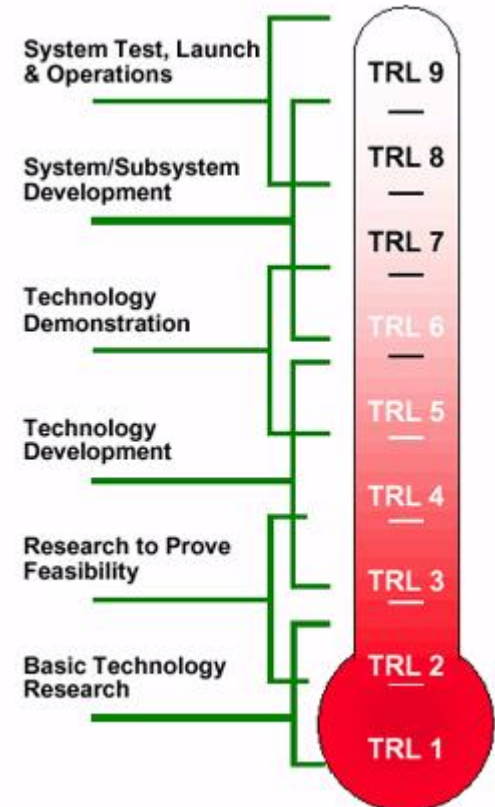 System Test, Launch
& Operations
System/Subsystem
Development
Technology
Demonstration
Technology
Development
Research to Prove
Feasibility
Basic Technology
Research
TRL 9
TRL 8
TRL 7
TRL 6
TRL 5
TRL 4
TRL 3
TRL 2
TRL 1